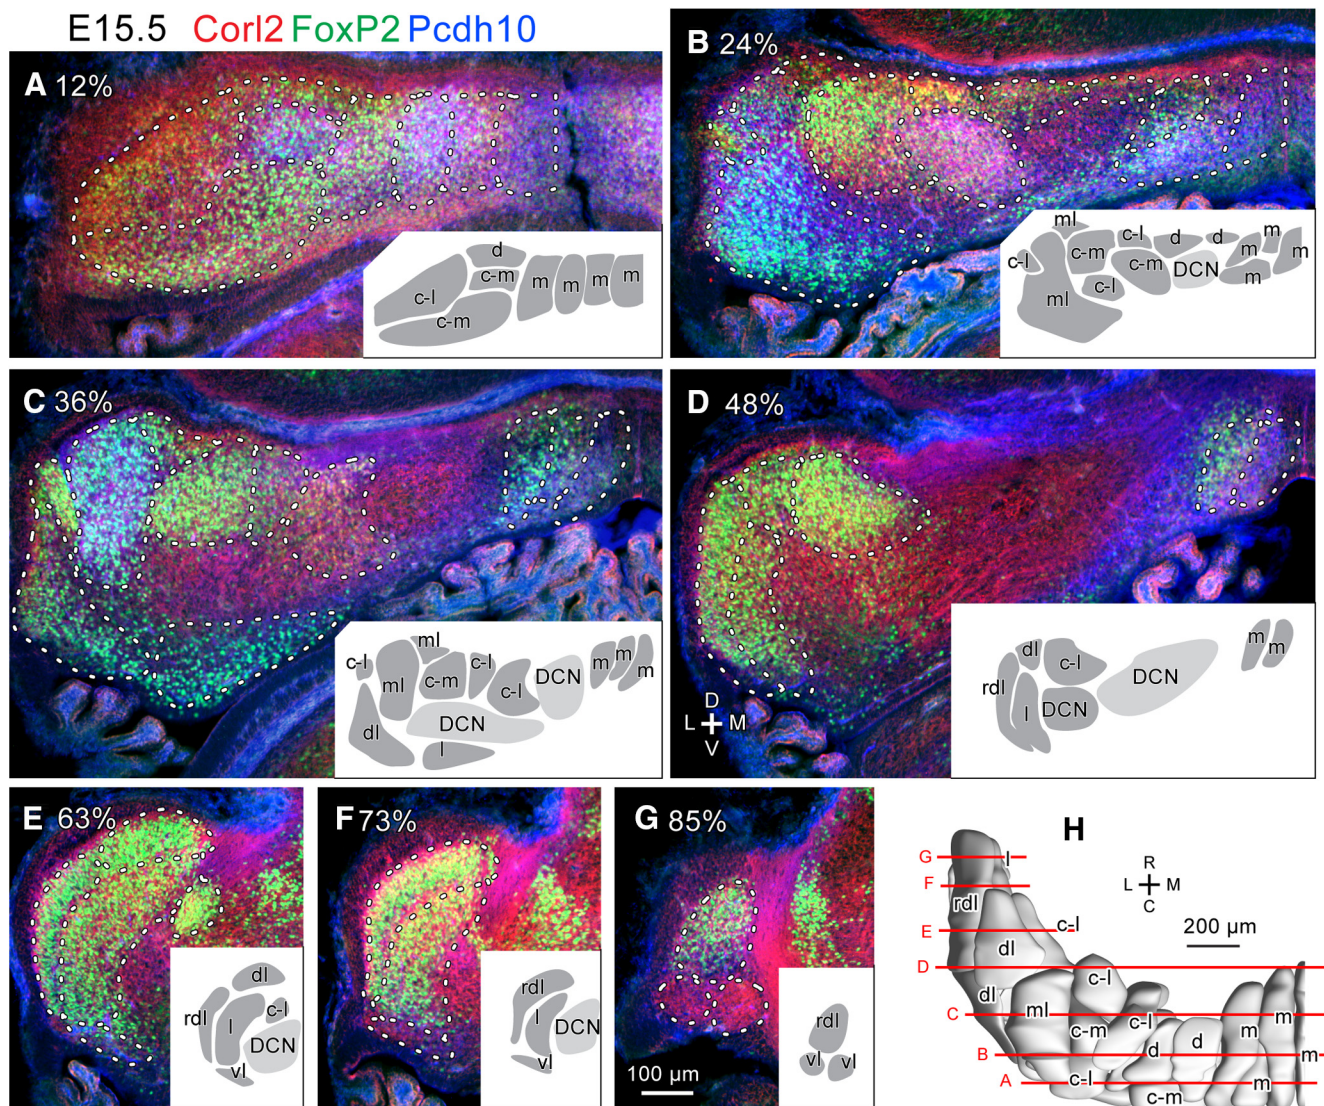 E15.5 Corl2 FoxP2 Pcdh10
A 12%
d
c-m
c-l
c-m
m m m m
B 24%
ml
c-l
d
d
m
m
m
c-l
c-m
c-m
DCN
m
ml
c-l
C 36%
ml
c-l
c-l
ml
c-m
c-l
DCN
m m m
DCN
dl
l
D 48%
D
L M
V
dl
c-l
m m
rdl
l
DCN
DCN
E 63%
dl
rdl
l
c-l
DCN
vl
F 73%
rdl
l
DCN
vl
G 85%
100 µm
rdl
vl vl
H
R
L M
C
200 µm
G
l
F
rdl
E
c-l
dl
D
c-l
dl
C
ml
c-m
c-l
m
m
B
d
d
m
A
c-l
c-m
m